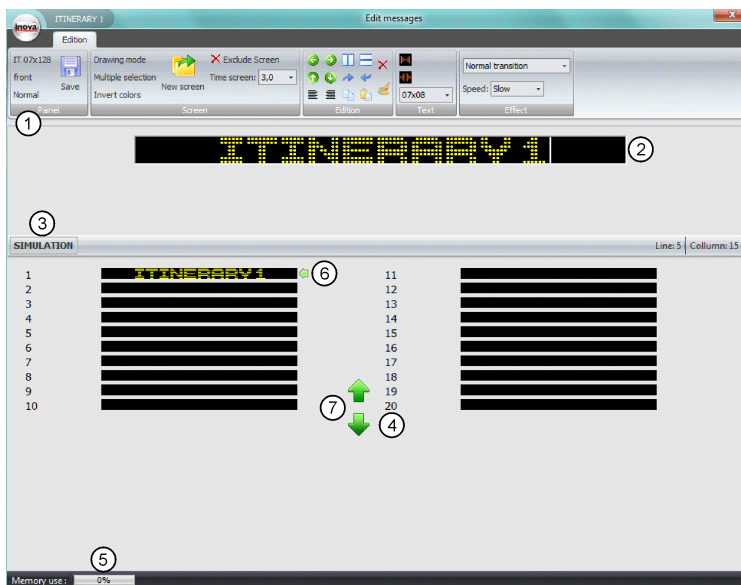 inova
ITINERARY 1
Edit messages
Edition
IT 07x128
front
Normal
Save
Painel
Drawing mode
Multiple selection
Invert colors
New screen
Exclude Screen
Time screen: 3,0
Screen
Edition
07x08
Text
Normal transition
Speed: Slow
Effect
1
ITINERARY 1
2
3
SIMULATION
Line: 5 Collumn: 15
1 ITINERARY 1 6 11
2 12
3 13
4 14
5 15
6 16
7 17
8 18
9 19
10 20
7
4
5
Memory use : 0%